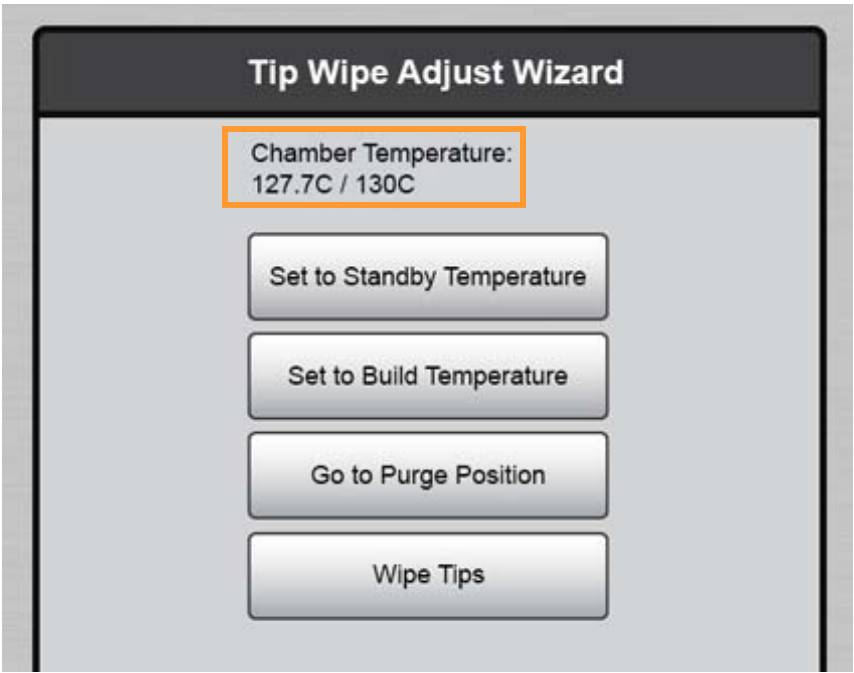 Tip Wipe Adjust Wizard
Chamber Temperature:
127.7C / 130C
Set to Standby Temperature
Set to Build Temperature
Go to Purge Position
Wipe Tips